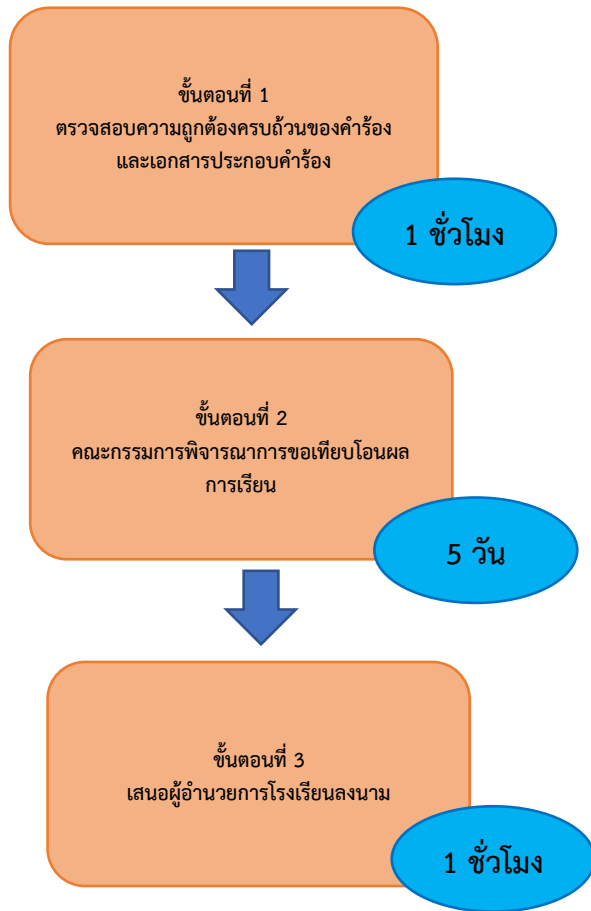 ขั้นตอนที่ 1
ตรวจสอบความถูกต้องครบถ้วนของคำร้อง
และเอกสารประกอบคำร้อง
1 ชั่วโมง
ขั้นตอนที่ 2
คณะกรรมการพิจารณาการขอเทียบโอนผล
การเรียน
5 วัน
ขั้นตอนที่ 3
เสนอผู้อำนวยการโรงเรียนลงนาม
1 ชั่วโมง